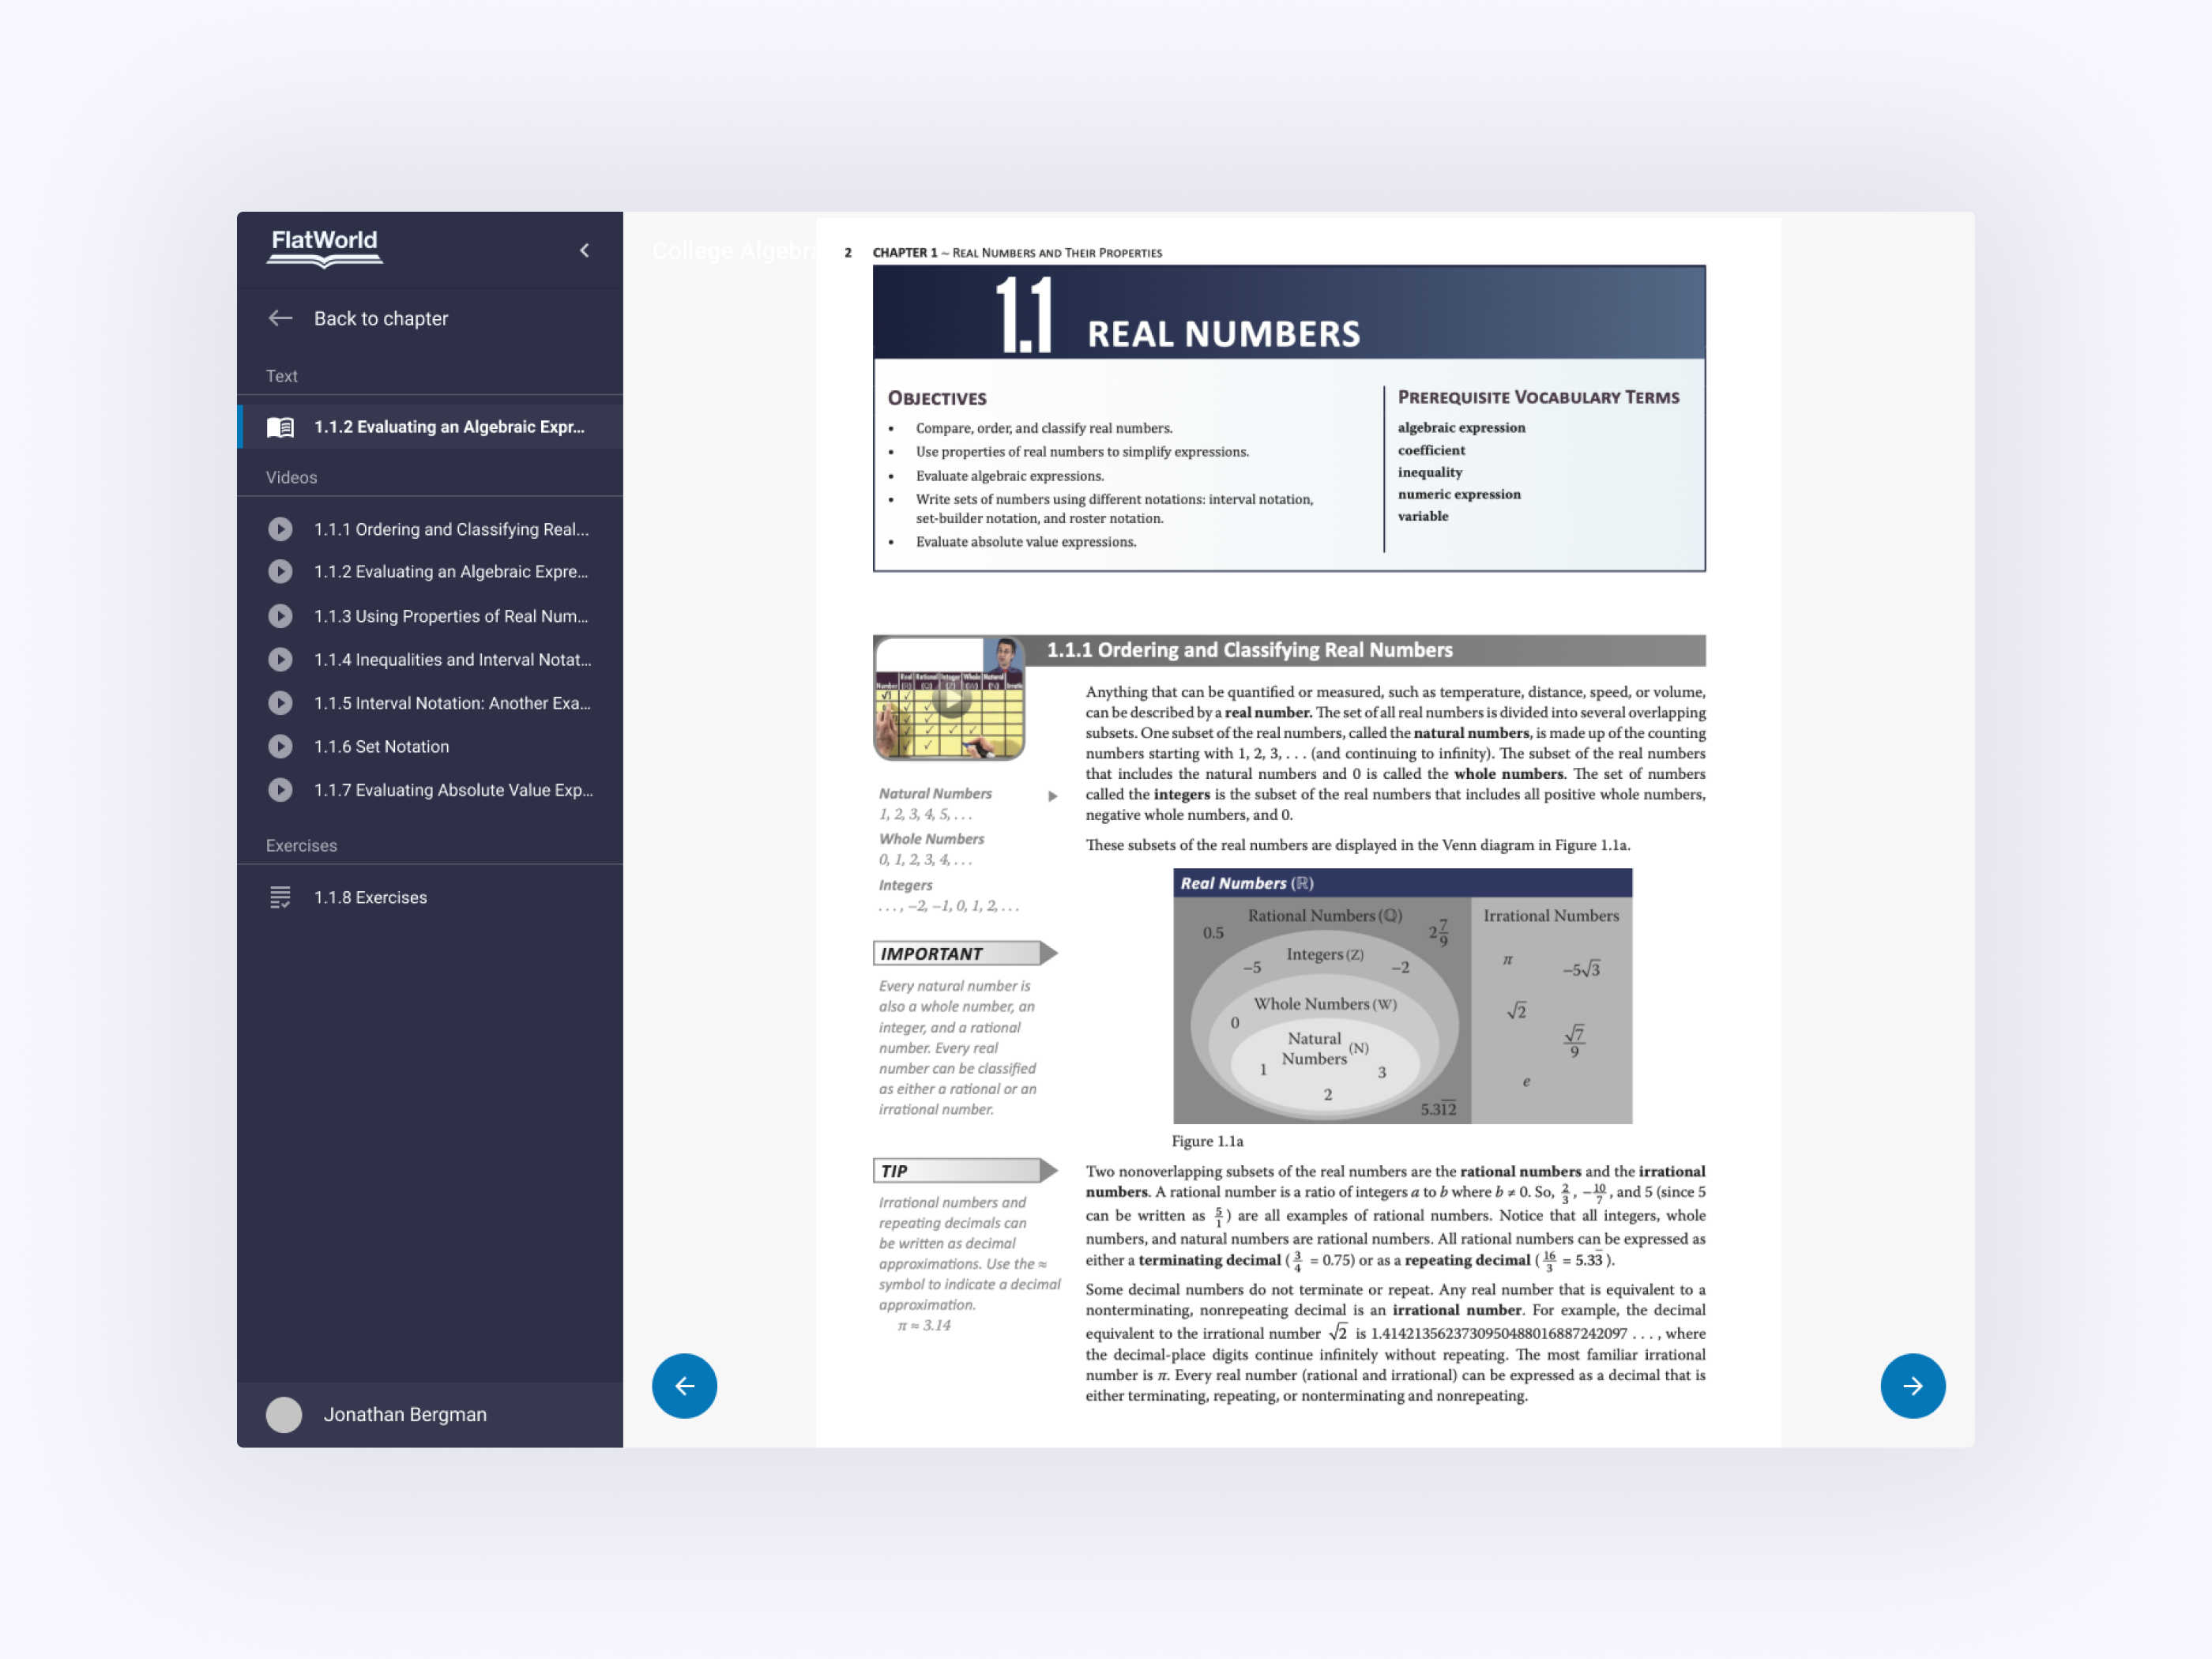 FlatWorld
Back to chapter
Text
1.1.2 Evaluating an Algebraic Expr...
Videos
1.1.1 Ordering and Classifying Real...
1.1.2 Evaluating an Algebraic Expre...
1.1.3 Using Properties of Real Num...
1.1.4 Inequalities and Interval Notat...
1.1.5 Interval Notation: Another Exa...
1.1.6 Set Notation
1.1.7 Evaluating Absolute Value Exp...
Exercises
1.1.8 Exercises
Jonathan Bergman
College Algebra
2 CHAPTER 1 ~ REAL NUMBERS AND THEIR PROPERTIES
1.1 REAL NUMBERS
OBJECTIVES
• Compare, order, and classify real numbers.
• Use properties of real numbers to simplify expressions.
• Evaluate algebraic expressions.
• Write sets of numbers using different notations: interval notation,
set-builder notation, and roster notation.
• Evaluate absolute value expressions.
PREREQUISITE VOCABULARY TERMS
algebraic expression
coefficient
inequality
numeric expression
variable
1.1.1 Ordering and Classifying Real Numbers
Number Real (R) Rational (Q) Integer (Z) Whole (W) Natural (N)
Anything that can be quantified or measured, such as temperature, distance, speed, or volume,
can be described by a real number. The set of all real numbers is divided into several overlapping
subsets. One subset of the real numbers, called the natural numbers, is made up of the counting
numbers starting with 1, 2, 3, . . . (and continuing to infinity). The subset of the real numbers
that includes the natural numbers and 0 is called the whole numbers. The set of numbers
called the integers is the subset of the real numbers that includes all positive whole numbers,
negative whole numbers, and 0.
These subsets of the real numbers are displayed in the Venn diagram in Figure 1.1a.
Natural Numbers
1, 2, 3, 4, 5, . . .
Whole Numbers
0, 1, 2, 3, 4, . . .
Integers
. . . , −2, −1, 0, 1, 2, . . .
IMPORTANT
Every natural number is
also a whole number, an
integer, and a rational
number. Every real
number can be classified
as either a rational or an
irrational number.
TIP
Irrational numbers and
repeating decimals can
be written as decimal
approximations. Use the ≈
symbol to indicate a decimal
approximation.
π ≈ 3.14
Real Numbers (ℝ)
Rational Numbers (ℚ)
0.5
2 7/9
Integers (Z)
−5
−2
Whole Numbers (W)
0
Natural
Numbers (N)
1
3
2
5.31̅2̅
Irrational Numbers
π
−5√3
√2
√7/9
e
Figure 1.1a
Two nonoverlapping subsets of the real numbers are the rational numbers and the irrational
numbers. A rational number is a ratio of integers a to b where b ≠ 0. So, 2/3, −10/7, and 5 (since 5
can be written as 5/1) are all examples of rational numbers. Notice that all integers, whole
numbers, and natural numbers are rational numbers. All rational numbers can be expressed as
either a terminating decimal (3/4 = 0.75) or as a repeating decimal (16/3 = 5.33̅).
Some decimal numbers do not terminate or repeat. Any real number that is equivalent to a
nonterminating, nonrepeating decimal is an irrational number. For example, the decimal
equivalent to the irrational number √2 is 1.4142135623730950488016887242097 . . . , where
the decimal-place digits continue infinitely without repeating. The most familiar irrational
number is π. Every real number (rational and irrational) can be expressed as a decimal that is
either terminating, repeating, or nonterminating and nonrepeating.